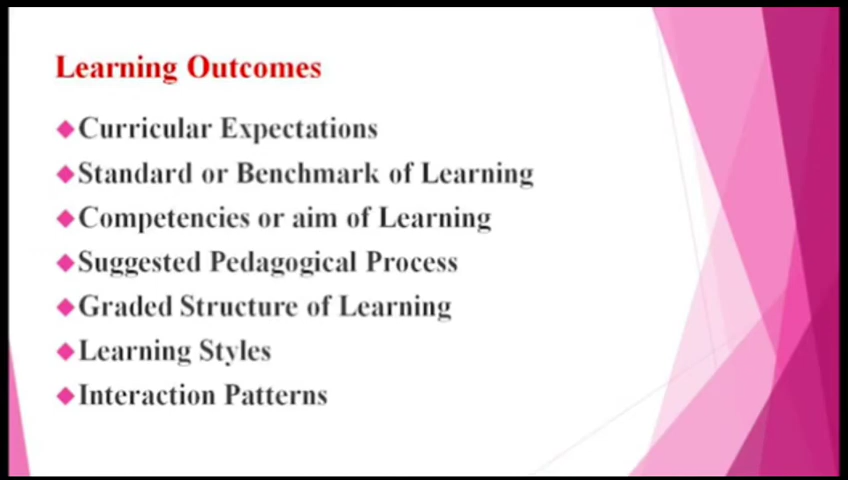 Learning Outcomes
Curricular Expectations
Standard or Benchmark of Learning
Competencies or aim of Learning
Suggested Pedagogical Process
Graded Structure of Learning
Learning Styles
Interaction Patterns